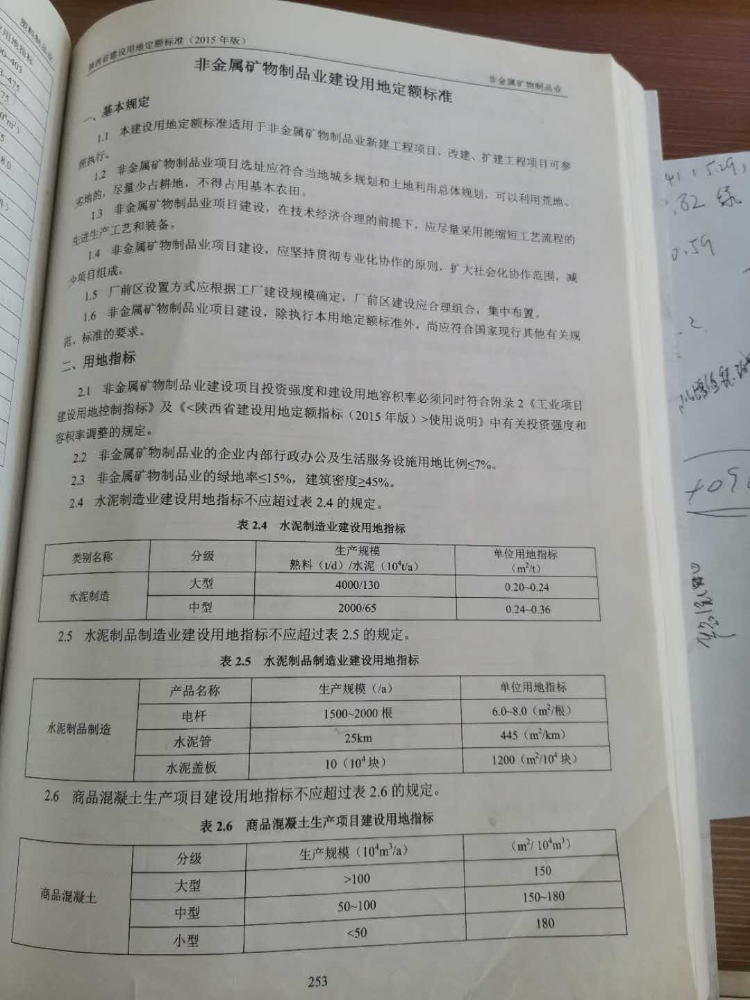 塑料制品业
用地指标
陕西省建设用地定额标准（2015 年版）
非金属矿物制品业
非金属矿物制品业建设用地定额标准
一、基本规定
1.1 本建设用地定额标准适用于非金属矿物制品业新建工程项目，改建、扩建工程项目可参
照执行。
1.2 非金属矿物制品业项目选址应符合当地城乡规划和土地利用总体规划，可以利用荒地、
劣地的，尽量少占耕地，不得占用基本农田。
1.3 非金属矿物制品业项目建设，在技术经济合理的前提下，应尽量采用能缩短工艺流程的
先进生产工艺和装备。
1.4 非金属矿物制品业项目建设，应坚持贯彻专业化协作的原则，扩大社会化协作范围，减
少项目组成。
1.5 厂前区设置方式应根据工厂建设规模确定，厂前区建设应合理组合，集中布置。
1.6 非金属矿物制品业项目建设，除执行本用地定额标准外，尚应符合国家现行其他有关规
范、标准的要求。
二、用地指标
2.1 非金属矿物制品业建设项目投资强度和建设用地容积率必须同时符合附录 2《工业项目
建设用地控制指标》及《<陕西省建设用地定额指标（2015 年版）>使用说明》中有关投资强度和
容积率调整的规定。
2.2 非金属矿物制品业的企业内部行政办公及生活服务设施用地比例≤7%。
2.3 非金属矿物制品业的绿地率≤15%，建筑密度≥45%。
2.4 水泥制造业建设用地指标不应超过表 2.4 的规定。
表 2.4 水泥制造业建设用地指标
类别名称 分级 生产规模 熟料（t/d）/水泥（10⁴t/a） 单位用地指标（m²/t）
水泥制造 大型 4000/130 0.20~0.24
中型 2000/65 0.24~0.36
2.5 水泥制品制造业建设用地指标不应超过表 2.5 的规定。
表 2.5 水泥制品制造业建设用地指标
水泥制品制造 产品名称 生产规模（/a） 单位用地指标
电杆 1500~2000 根 6.0~8.0（m²/根）
水泥管 25km 445（m²/km）
水泥盖板 10（10⁴块） 1200（m²/10⁴块）
2.6 商品混凝土生产项目建设用地指标不应超过表 2.6 的规定。
表 2.6 商品混凝土生产项目建设用地指标
商品混凝土 分级 生产规模（10⁴m³/a） （m²/ 10⁴m³）
大型 >100 150
中型 50~100 150~180
小型 <50 180
253
0.59